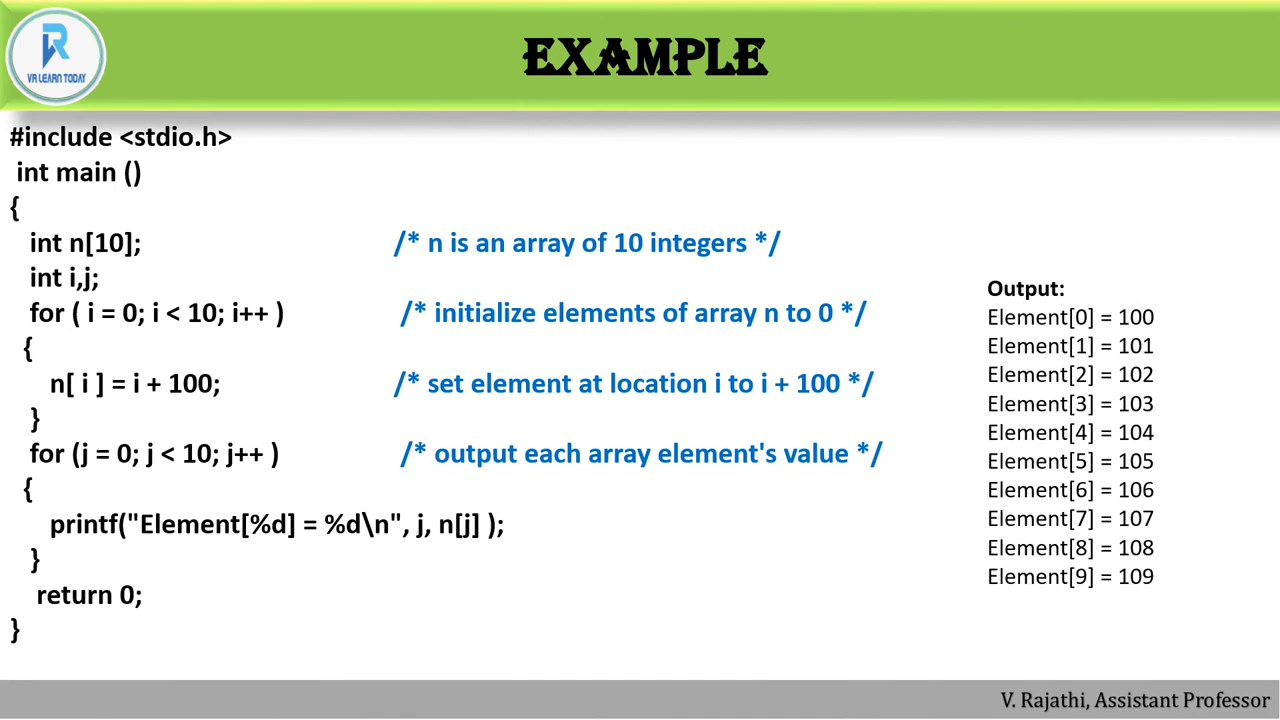 VR LEARN TODAY
EXAMPLE
#include <stdio.h>
int main ()
{
int n[10]; /* n is an array of 10 integers */
int i,j;
for ( i = 0; i < 10; i++ ) /* initialize elements of array n to 0 */
{
n[ i ] = i + 100; /* set element at location i to i + 100 */
}
for (j = 0; j < 10; j++ ) /* output each array element's value */
{
printf("Element[%d] = %d\n", j, n[j] );
}
return 0;
}
Output:
Element[0] = 100
Element[1] = 101
Element[2] = 102
Element[3] = 103
Element[4] = 104
Element[5] = 105
Element[6] = 106
Element[7] = 107
Element[8] = 108
Element[9] = 109
V. Rajathi, Assistant Professor